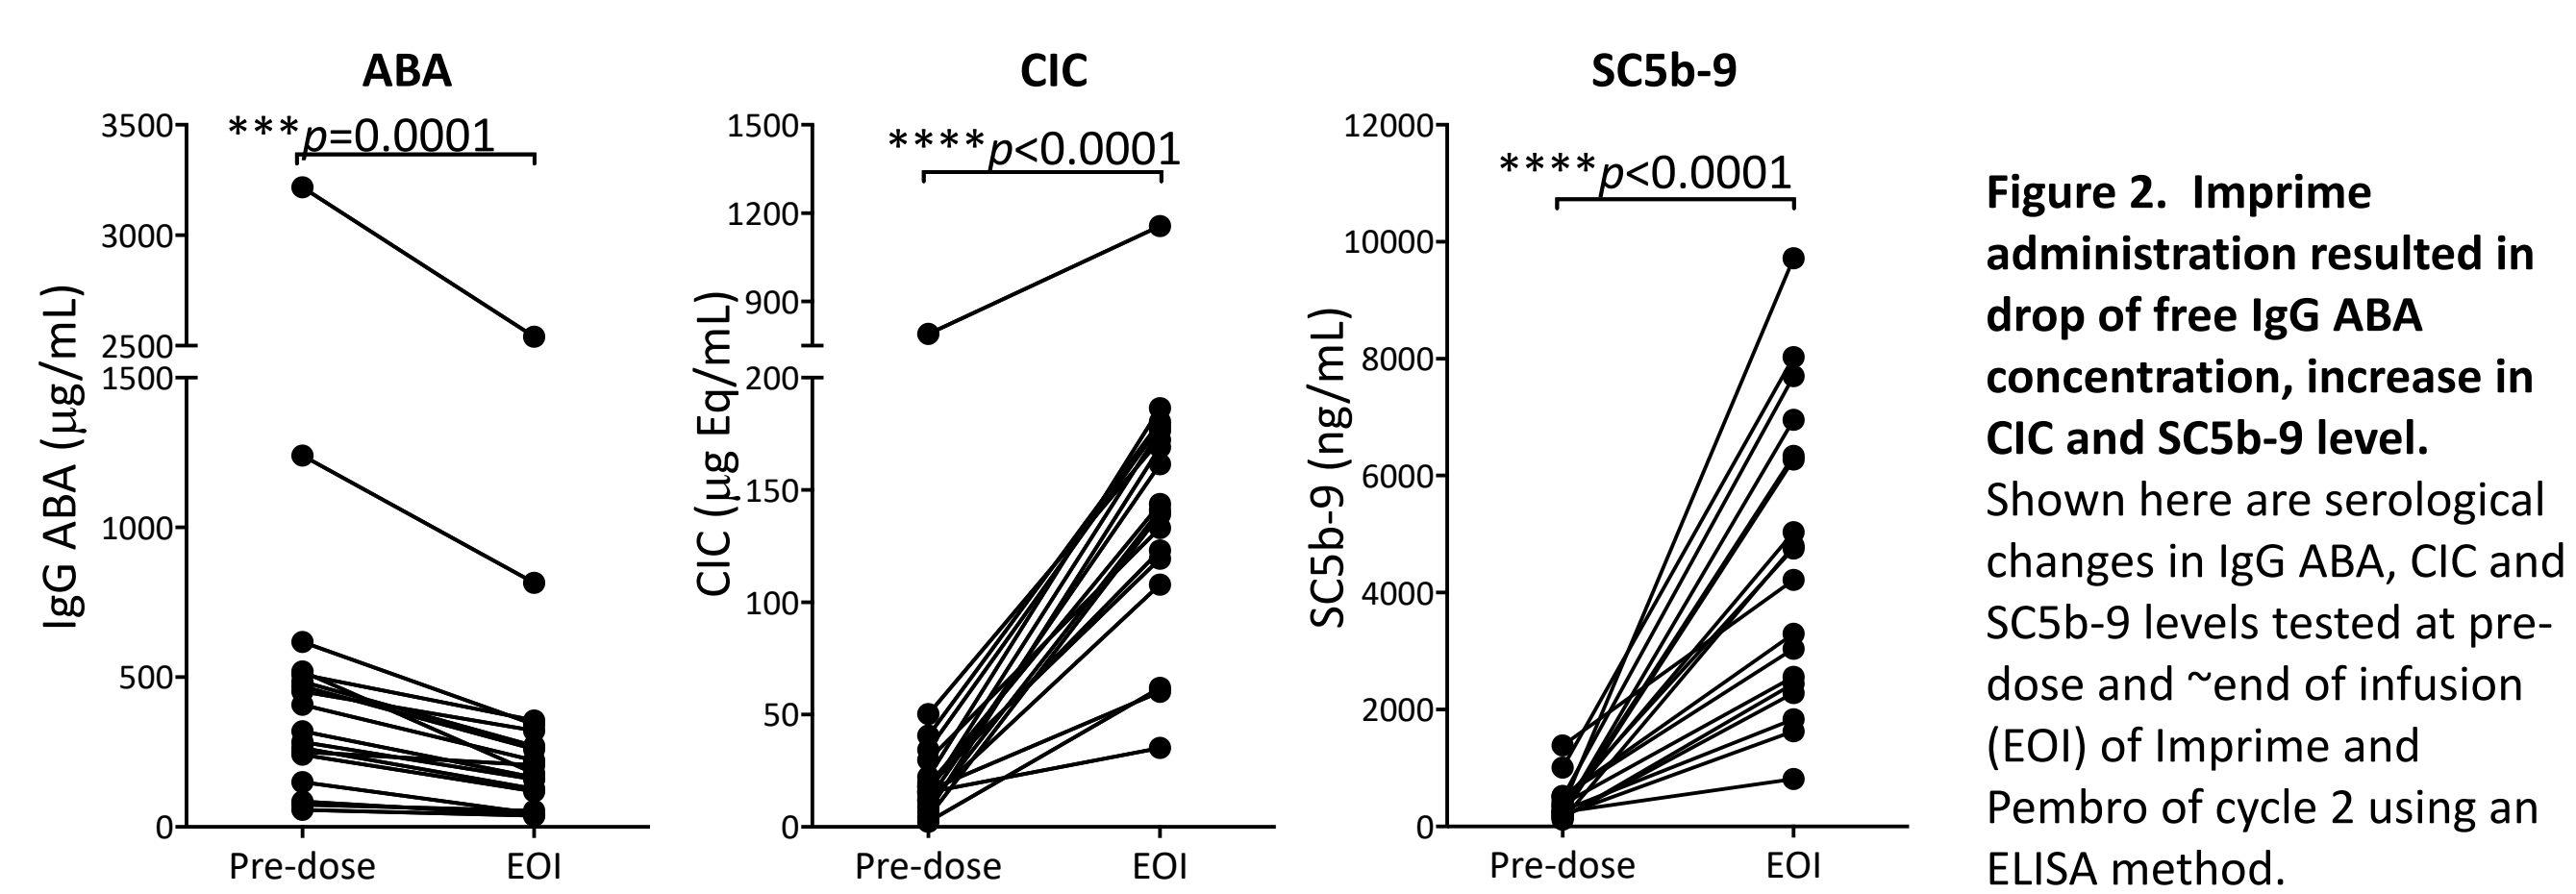 ABA
***p=0.0001
IgG ABA (µg/mL)
3500
3000
2500
1500
1000
500
0
Pre-dose
EOI
CIC
****p<0.0001
CIC (µg Eq/mL)
1500
1200
900
200
150
100
50
0
Pre-dose
EOI
SC5b-9
****p<0.0001
SC5b-9 (ng/mL)
12000
10000
8000
6000
4000
2000
0
Pre-dose
EOI
Figure 2.  Imprime
administration resulted in
drop of free IgG ABA
concentration, increase in
CIC and SC5b-9 level.
Shown here are serological
changes in IgG ABA, CIC and
SC5b-9 levels tested at pre-
dose and ~end of infusion
(EOI) of Imprime and
Pembro of cycle 2 using an
ELISA method.